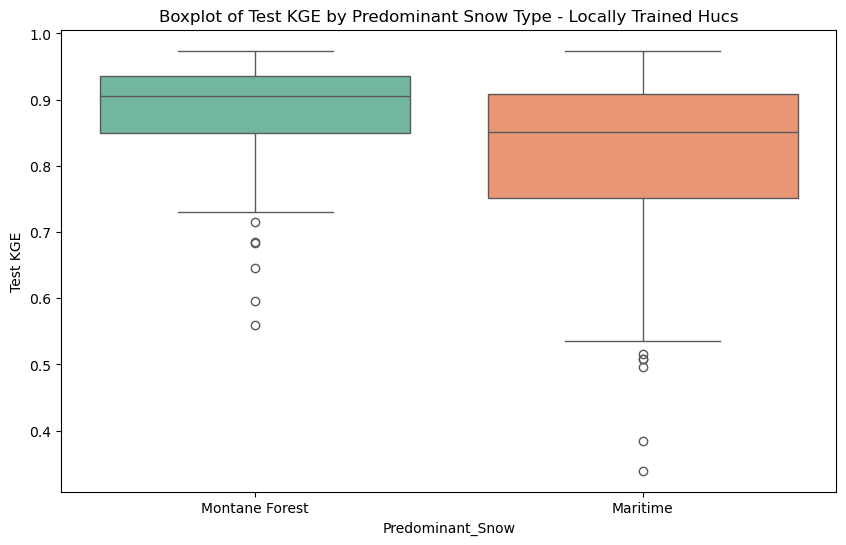 Boxplot of Test KGE by Predominant Snow Type - Locally Trained Hucs
1.0
0.9
0.8
0.7
0.6
0.5
0.4
Test KGE
Montane Forest
Maritime
Predominant_Snow